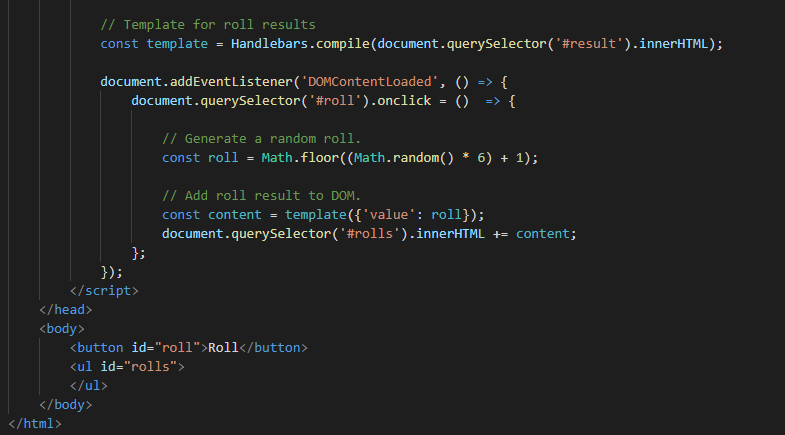 // Template for roll results
const template = Handlebars.compile(document.querySelector('#result').innerHTML);
document.addEventListener('DOMContentLoaded', () => {
document.querySelector('#roll').onclick = ()  => {
// Generate a random roll.
const roll = Math.floor((Math.random() * 6) + 1);
// Add roll result to DOM.
const content = template({'value': roll});
document.querySelector('#rolls').innerHTML += content;
};
});
</script>
</head>
<body>
<button id="roll">Roll</button>
<ul id="rolls">
</ul>
</body>
</html>